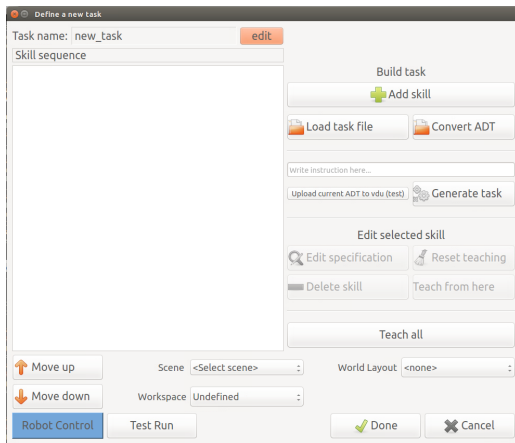 Define a new task
Task name: new_task edit
Skill sequence
Build task
Add skill
Load task file Convert ADT
Write instruction here...
Upload current ADT to vdu (test) Generate task
Edit selected skill
Edit specification Reset teaching
Delete skill Teach from here
Teach all
Move up Scene <Select scene> World Layout <none>
Move down Workspace Undefined
Robot Control Test Run Done Cancel